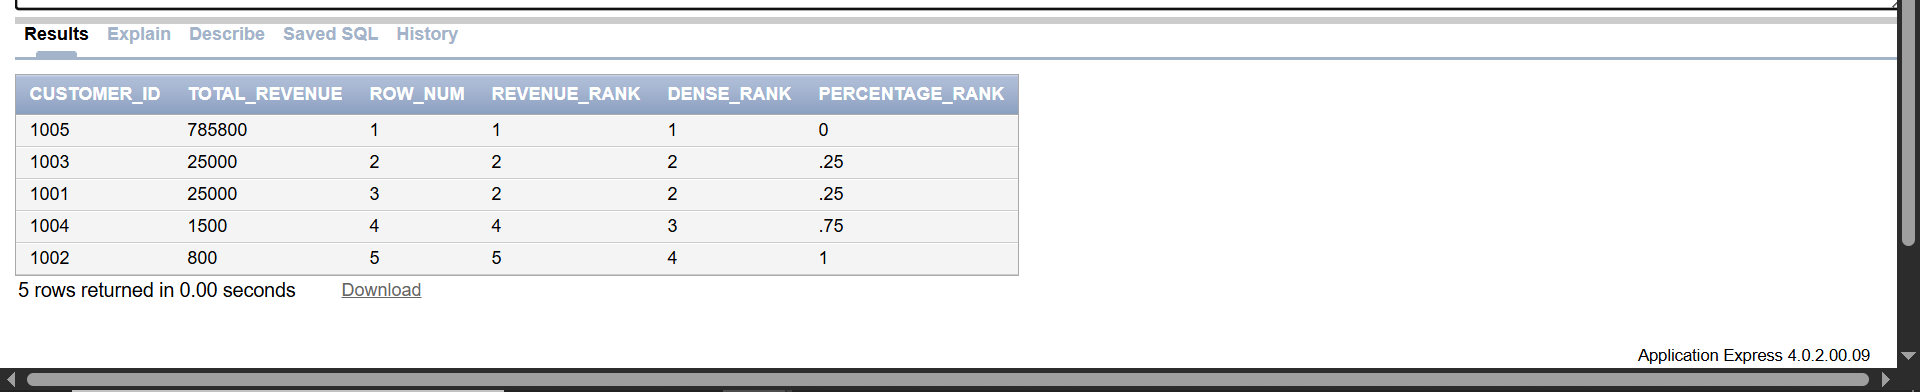 Results Explain Describe Saved SQL History
CUSTOMER_ID TOTAL_REVENUE ROW_NUM REVENUE_RANK DENSE_RANK PERCENTAGE_RANK
1005 785800 1 1 1 0
1003 25000 2 2 2 .25
1001 25000 3 2 2 .25
1004 1500 4 4 3 .75
1002 800 5 5 4 1
5 rows returned in 0.00 seconds Download
Application Express 4.0.2.00.09